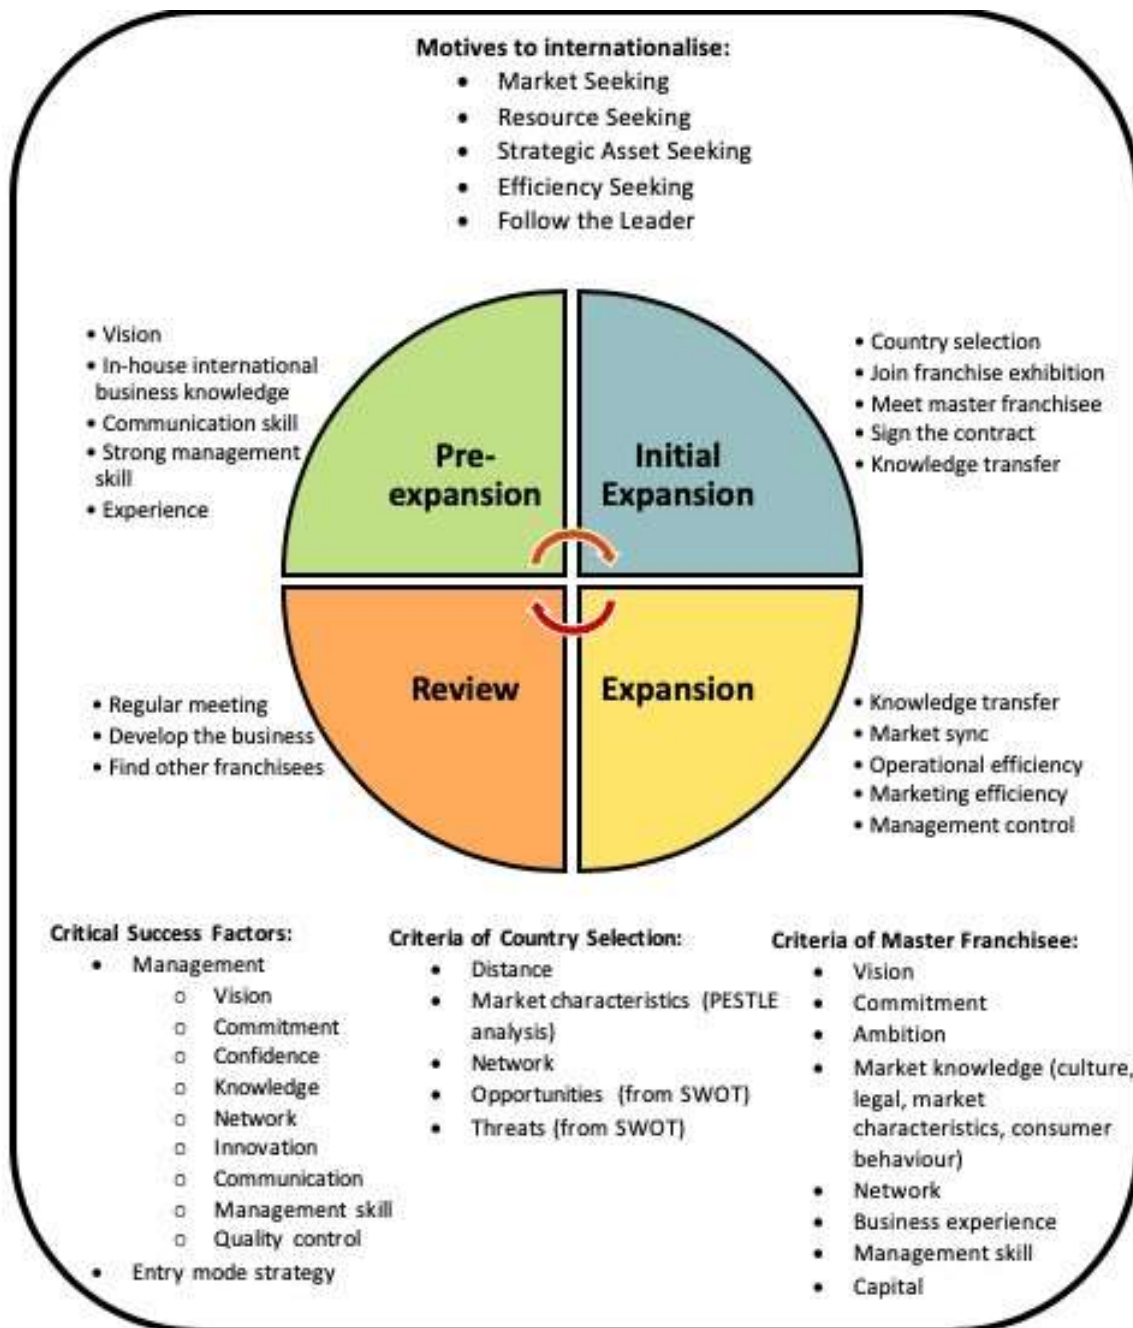 Motives to internationalise:
• Market Seeking
• Resource Seeking
• Strategic Asset Seeking
• Efficiency Seeking
• Follow the Leader
• Vision
• In-house international
business knowledge
• Communication skill
• Strong management
skill
• Experience
Pre-
expansion
Initial
Expansion
• Country selection
• Join franchise exhibition
• Meet master franchisee
• Sign the contract
• Knowledge transfer
• Regular meeting
• Develop the business
• Find other franchisees
Review
Expansion
• Knowledge transfer
• Market sync
• Operational efficiency
• Marketing efficiency
• Management control
Critical Success Factors:
• Management
o Vision
o Commitment
o Confidence
o Knowledge
o Network
o Innovation
o Communication
o Management skill
o Quality control
• Entry mode strategy
Criteria of Country Selection:
• Distance
• Market characteristics (PESTLE
analysis)
• Network
• Opportunities (from SWOT)
• Threats (from SWOT)
Criteria of Master Franchisee:
• Vision
• Commitment
• Ambition
• Market knowledge (culture,
legal, market
characteristics, consumer
behaviour)
• Network
• Business experience
• Management skill
• Capital